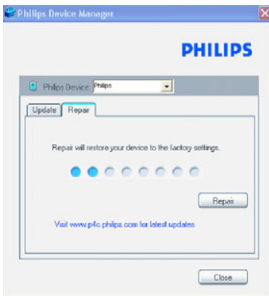 Philips Device Manager
PHILIPS
Philips Device: Philips
Update Repair
Repair will restore your device to the factory settings.
Repair
Visit www.p4c.philips.com for latest updates
Close